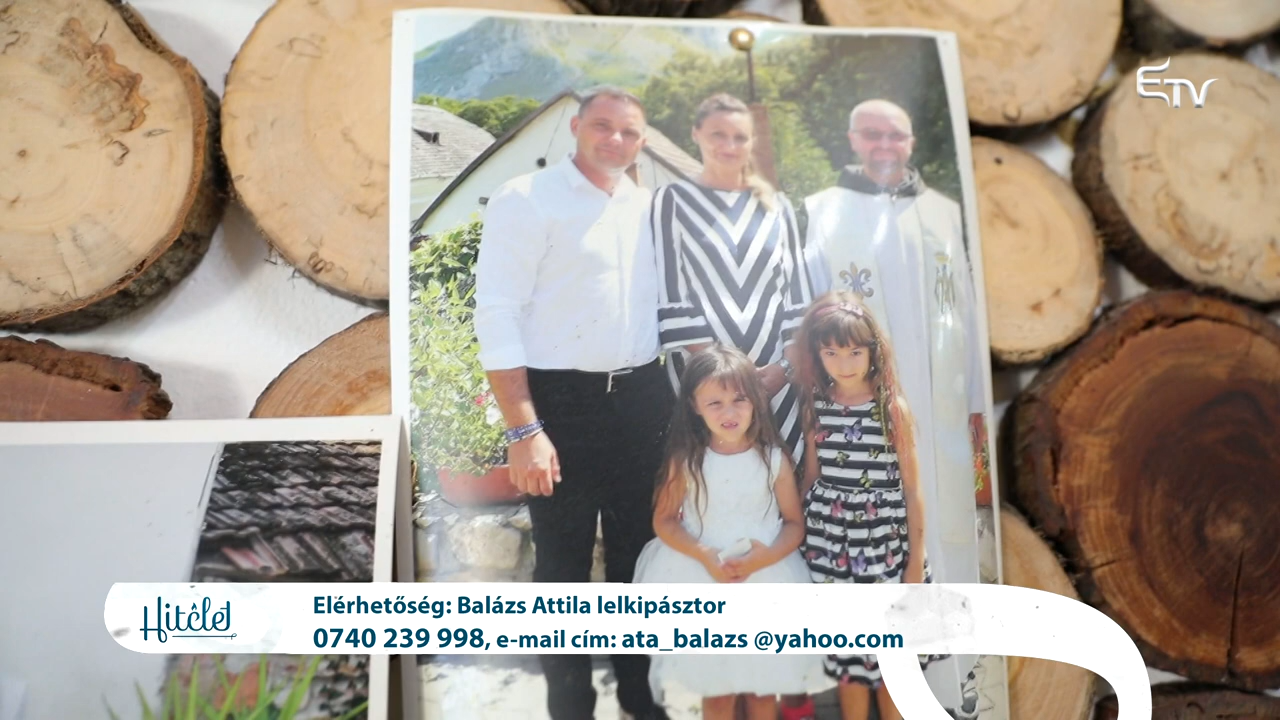 ETV
Hitélet
Elérhetőség: Balázs Attila lelkipásztor
0740 239 998, e-mail cím: ata_balazs @yahoo.com